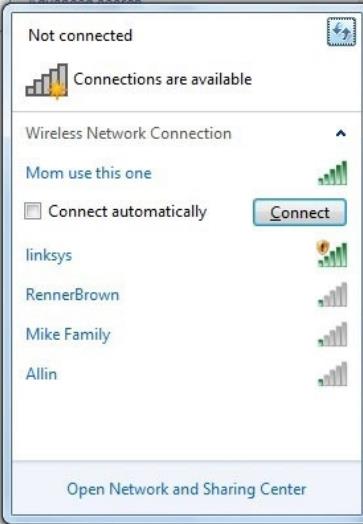 Not connected
Connections are available
Wireless Network Connection
Mom use this one
Connect automatically
Connect
linksys
RennerBrown
Mike Family
Allin
Open Network and Sharing Center